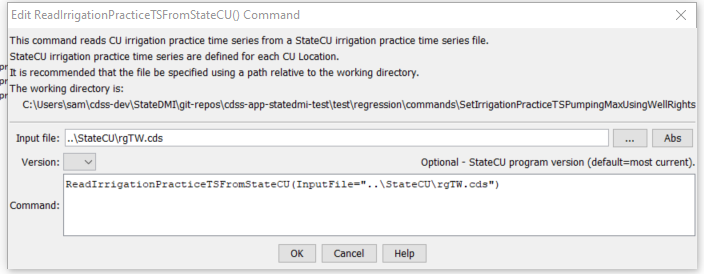 Edit ReadIrrigationPracticeTSFromStateCU() Command
This command reads CU irrigation practice time series from a StateCU irrigation practice time series file.
StateCU irrigation practice time series are defined for each CU Location.
It is recommended that the file be specified using a path relative to the working directory.
The working directory is:
C:\Users\sam\cdss-dev\StateDMI\git-repos\cdss-app-statedmi-test\test\regression\commands\SetIrrigationPracticeTSPumpingMaxUsingWellRights
Input file: ..\StateCU\rgTW.cds ... Abs
Version: Optional - StateCU program version (default=most current).
Command: ReadIrrigationPracticeTSFromStateCU(InputFile="..\StateCU\rgTW.cds")
OK Cancel Help